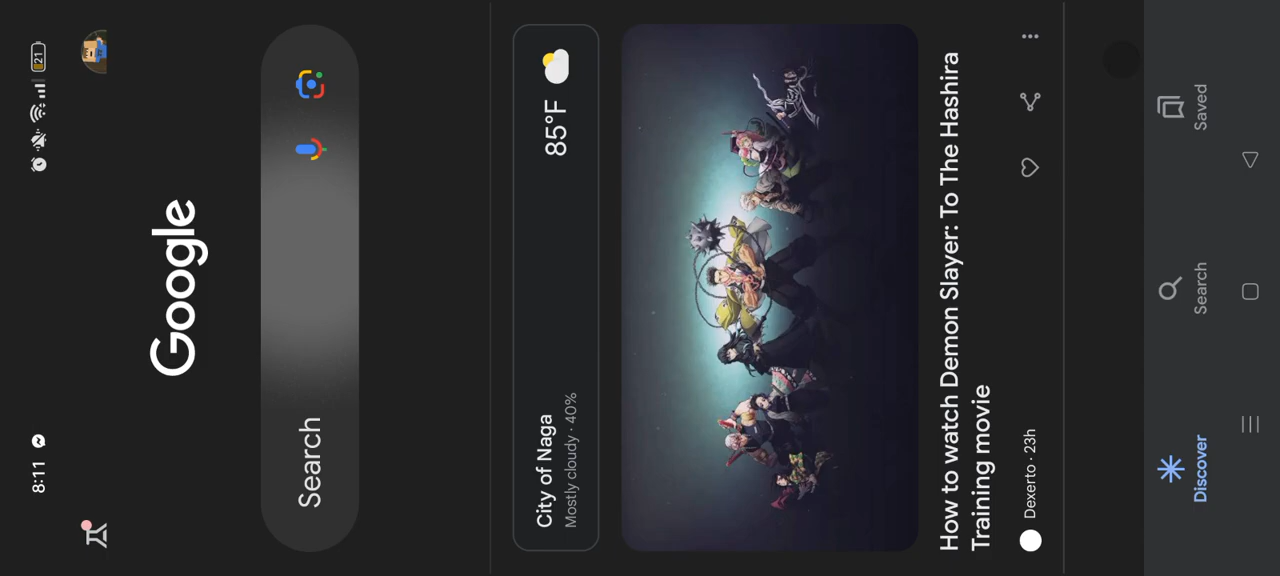 8:11
21
Google
Search
City of Naga
Mostly cloudy · 40%
85°F
How to watch Demon Slayer: To The Hashira
Training movie
Dexerto · 23h
Discover
Search
Saved